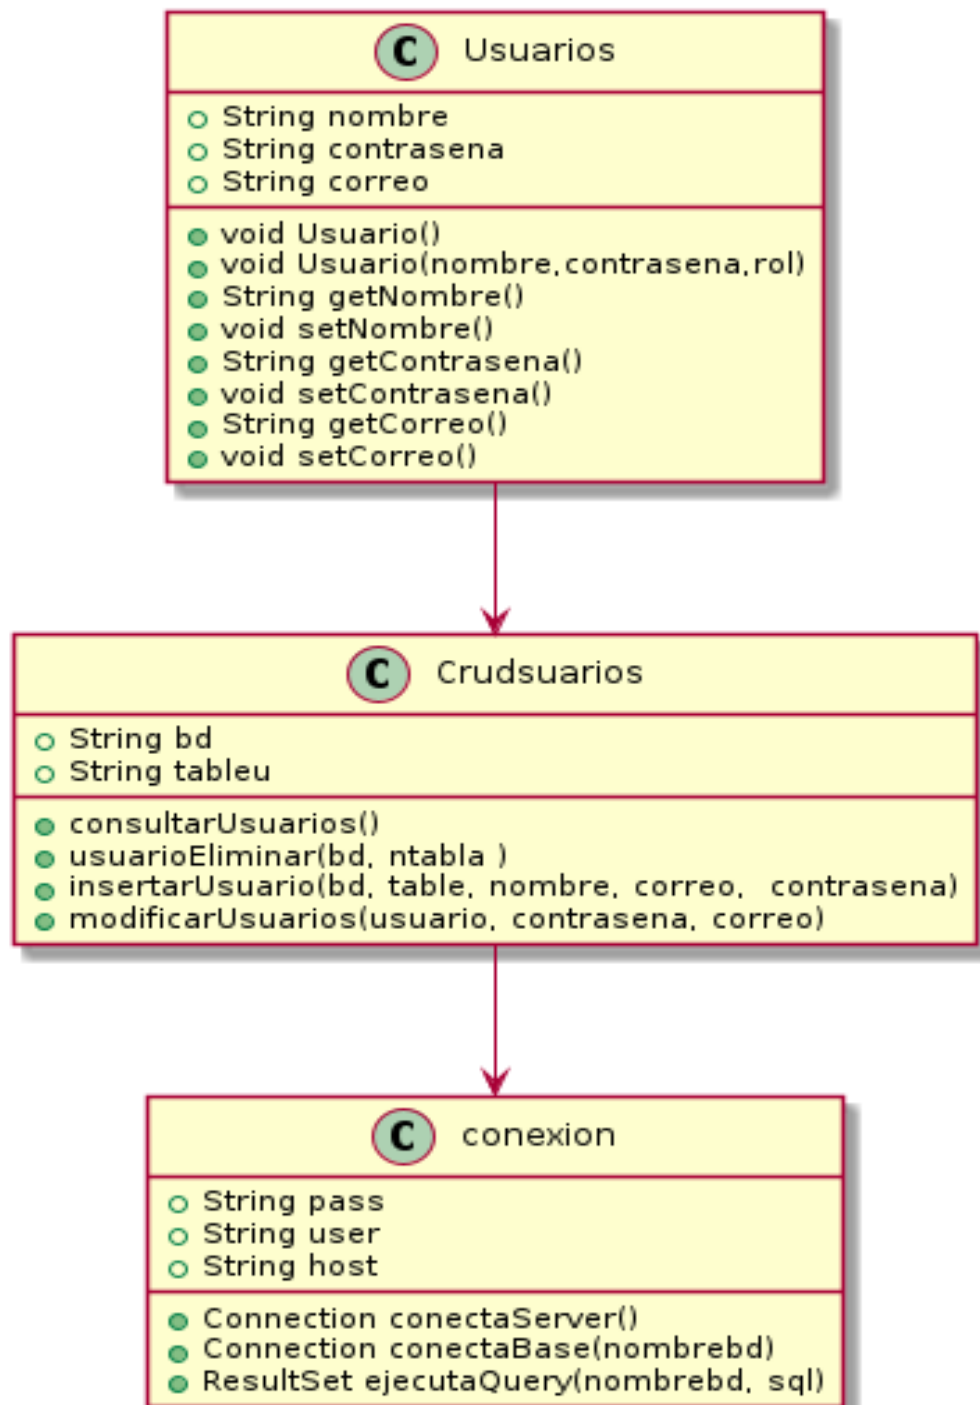 C Usuarios
String nombre
String contrasena
String correo
void Usuario()
void Usuario(nombre,contrasena,rol)
String getNombre()
void setNombre()
String getContrasena()
void setContrasena()
String getCorreo()
void setCorreo()
C Crudsuarios
String bd
String tableu
consultarUsuarios()
usuarioEliminar(bd, ntabla )
insertarUsuario(bd, table, nombre, correo,  contrasena)
modificarUsuarios(usuario, contrasena, correo)
C conexion
String pass
String user
String host
Connection conectaServer()
Connection conectaBase(nombrebd)
ResultSet ejecutaQuery(nombrebd, sql)